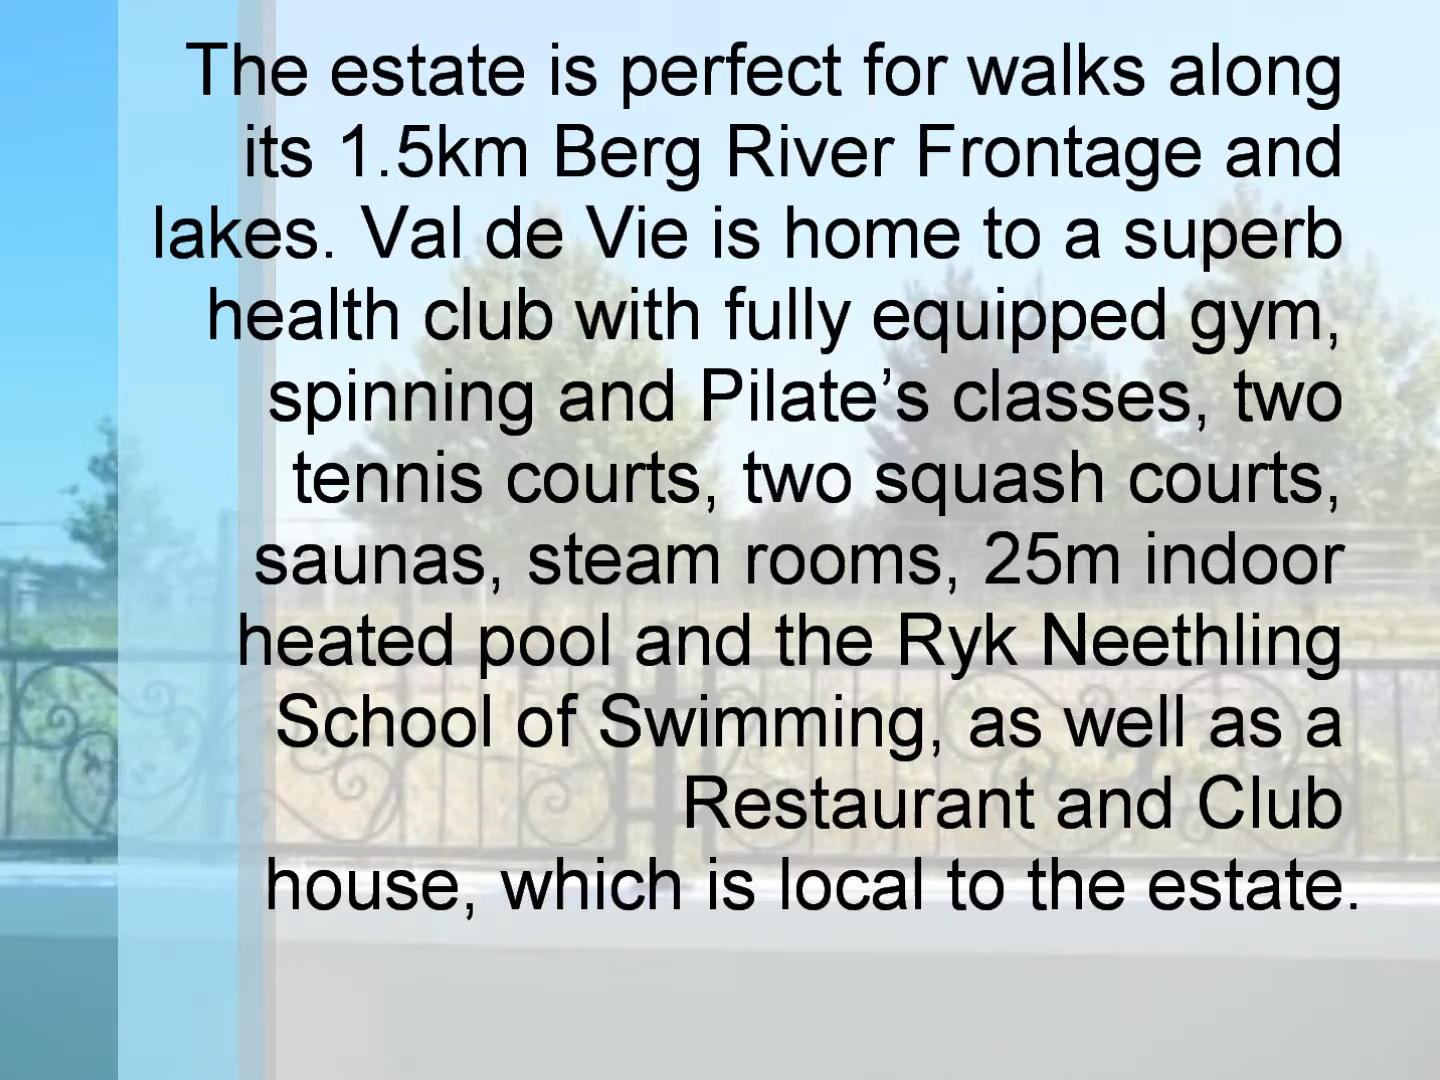 The estate is perfect for walks along
its 1.5km Berg River Frontage and
lakes. Val de Vie is home to a superb
health club with fully equipped gym,
spinning and Pilate’s classes, two
tennis courts, two squash courts,
saunas, steam rooms, 25m indoor
heated pool and the Ryk Neethling
School of Swimming, as well as a
Restaurant and Club
house, which is local to the estate.